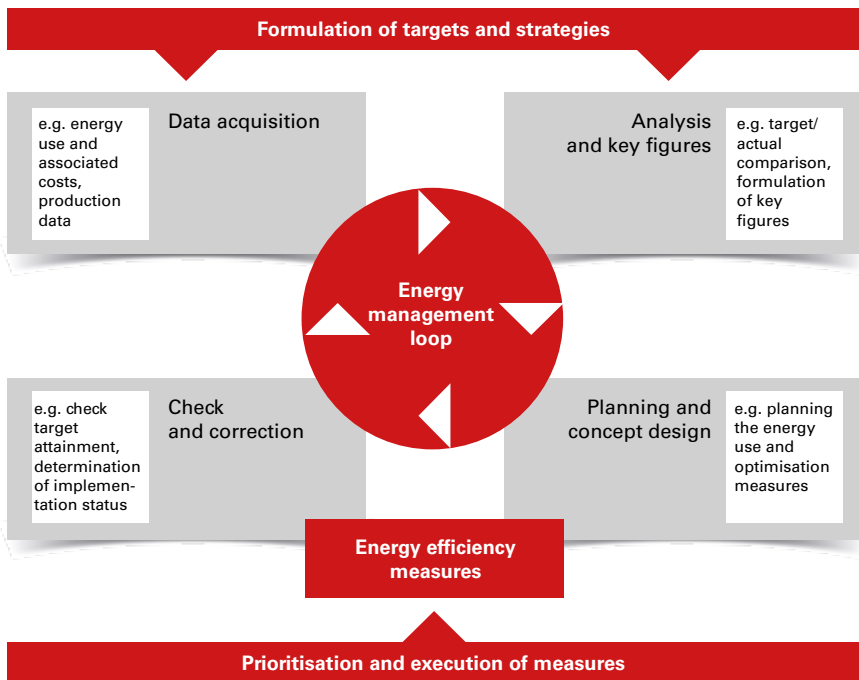 Formulation of targets and strategies
e.g. energy
use and
associated
costs,
production
data
Data acquisition
Analysis
and key figures
e.g. target/
actual comparison,
formulation
of key
figures
Energy
management
loop
e.g. check
target
attainment,
determination
of implemen-
tation status
Check
and correction
Planning and
concept design
e.g. planning
the energy
use and
optimisation
measures
Energy efficiency
measures
Prioritisation and execution of measures